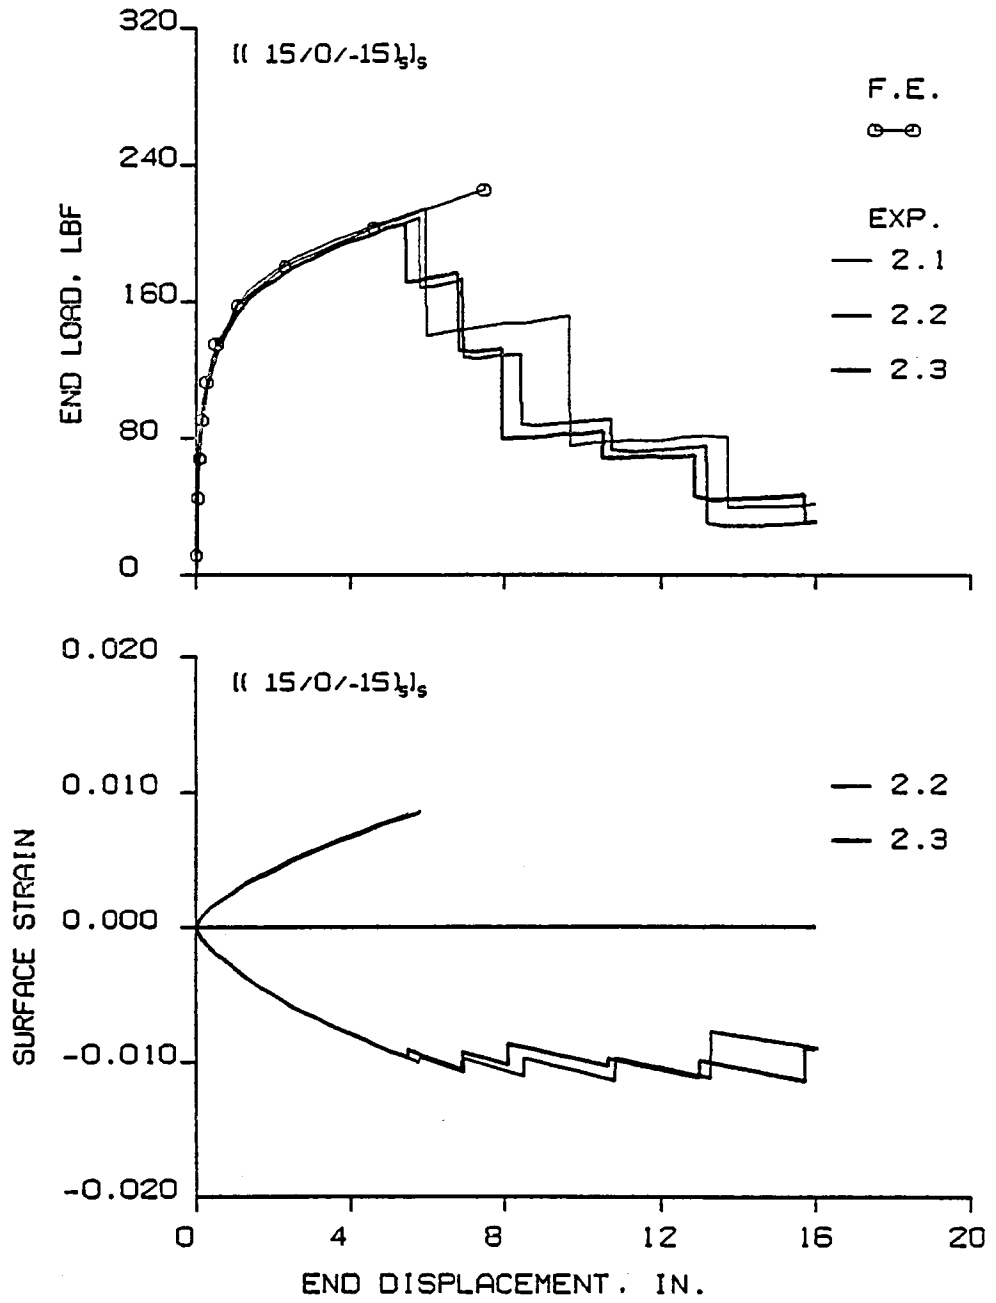 320
[( 15/0/-15)s]s
F.E.
240
EXP.
2.1
160
2.2
2.3
80
0
END LOAD, LBF
0.020
[( 15/0/-15)s]s
0.010
2.2
2.3
0.000
-0.010
-0.020
SURFACE STRAIN
0 4 8 12 16 20
END DISPLACEMENT, IN.